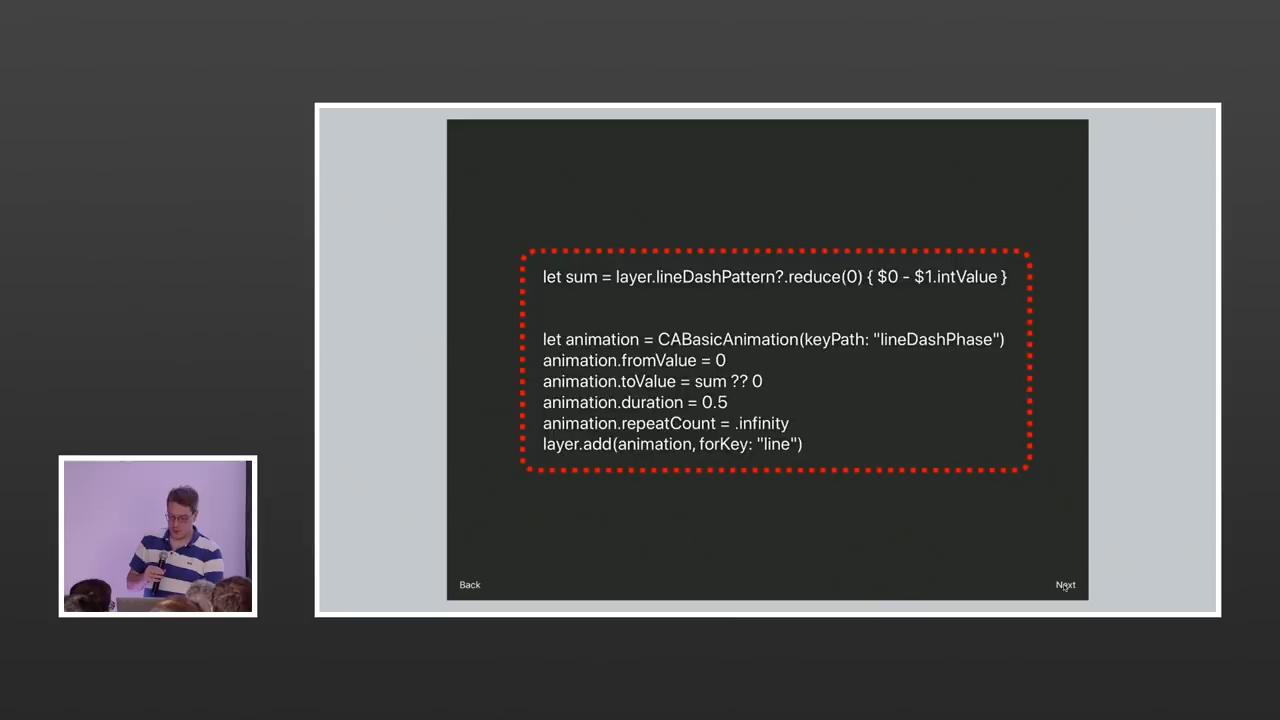 let sum = layer.lineDashPattern?.reduce(0) { $0 - $1.intValue }
let animation = CABasicAnimation(keyPath: "lineDashPhase")
animation.fromValue = 0
animation.toValue = sum ?? 0
animation.duration = 0.5
animation.repeatCount = .infinity
layer.add(animation, forKey: "line")
Back
Next